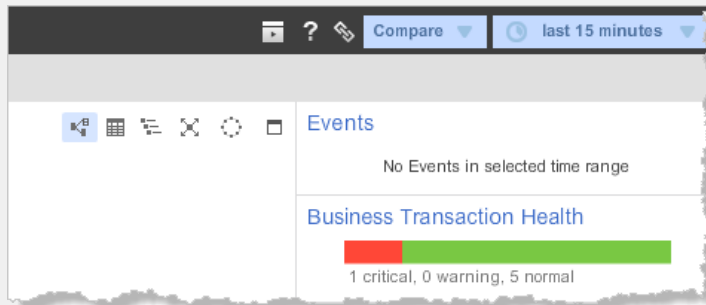 ? Compare last 15 minutes
Events
No Events in selected time range
Business Transaction Health
1 critical, 0 warning, 5 normal